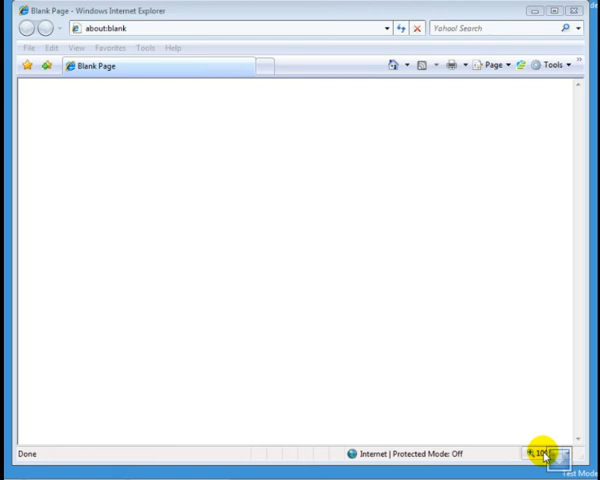 Blank Page - Windows Internet Explorer
about:blank
Yahoo! Search
File Edit View Favorites Tools Help
Blank Page
Page
Tools
Done
Internet | Protected Mode: Off
Test Mode